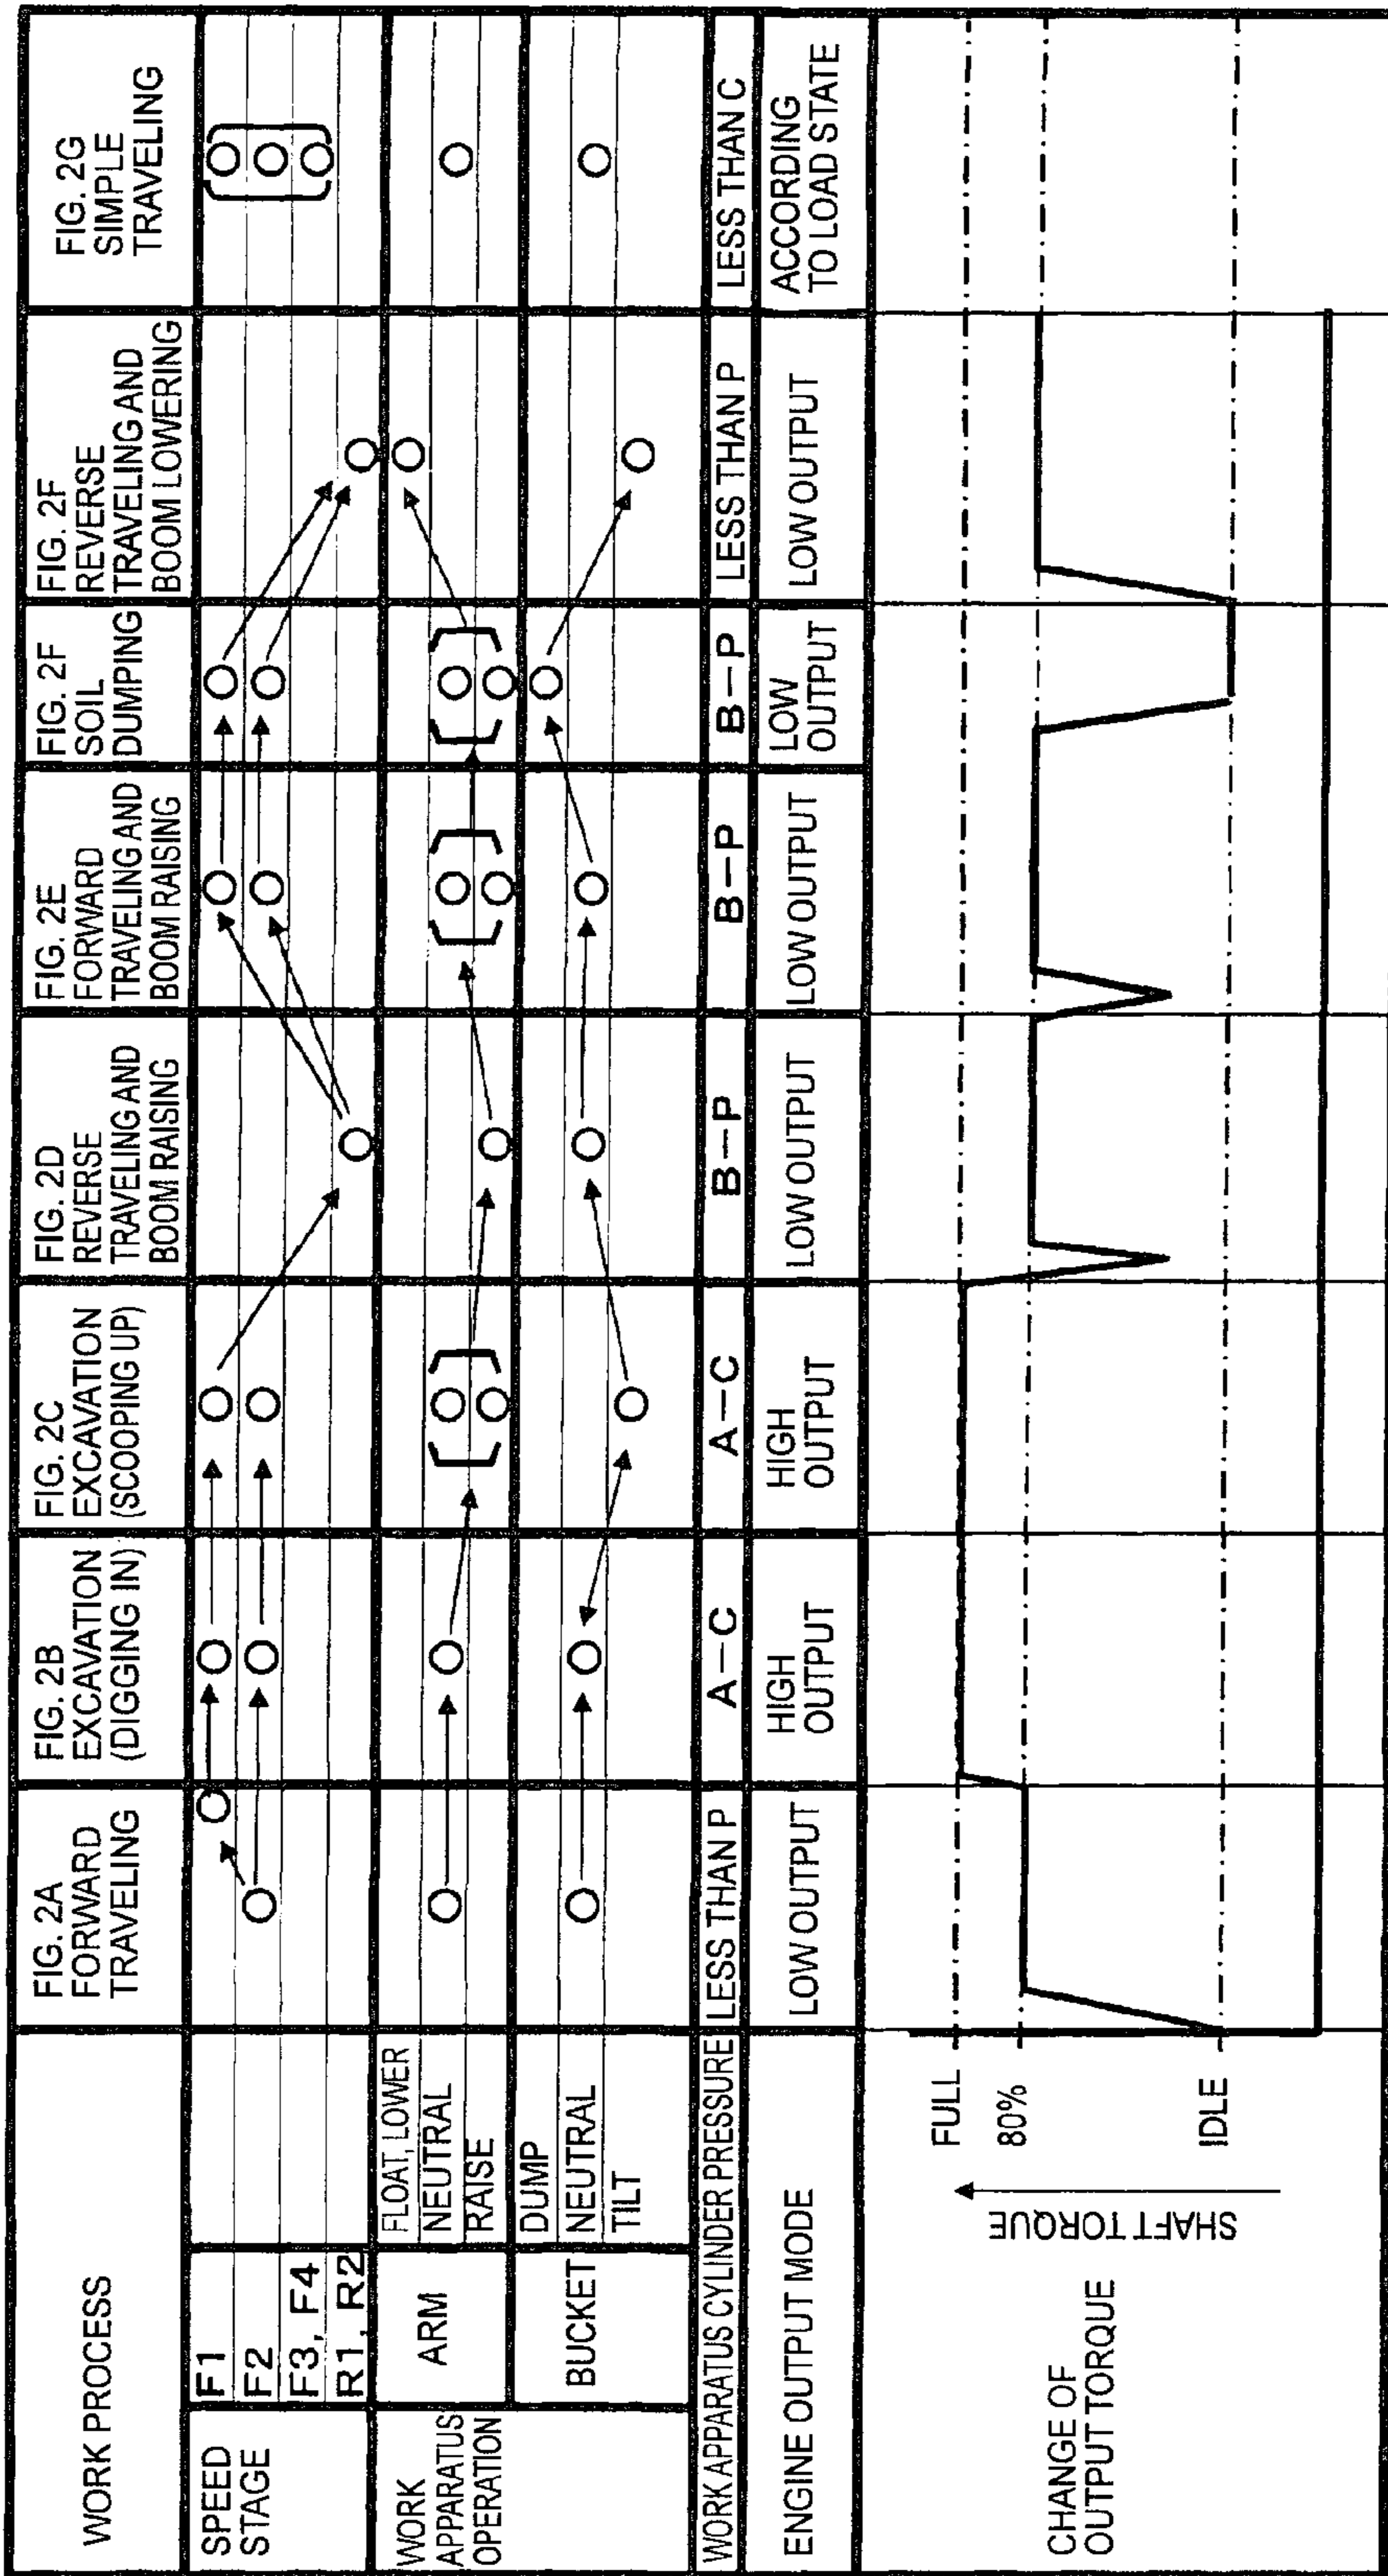 WORK PROCESS
FIG. 2A
FORWARD
TRAVELING
FIG. 2B
EXCAVATION
(DIGGING IN)
FIG. 2C
EXCAVATION
(SCOOPING UP)
FIG. 2D
REVERSE
TRAVELING AND
BOOM RAISING
FIG. 2E
FORWARD
TRAVELING AND
BOOM RAISING
FIG. 2F
SOIL
DUMPING
FIG. 2F
REVERSE
TRAVELING AND
BOOM LOWERING
FIG. 2G
SIMPLE
TRAVELING
SPEED
STAGE
F1
F2
F3, F4
R1, R2
WORK
APPARATUS
OPERATION
ARM
FLOAT, LOWER
NEUTRAL
RAISE
BUCKET
DUMP
NEUTRAL
TILT
WORK APPARATUS CYLINDER PRESSURE
LESS THAN P
A–C
A–C
B–P
B–P
B–P
LESS THAN P
LESS THAN C
ENGINE OUTPUT MODE
LOW OUTPUT
HIGH
OUTPUT
HIGH
OUTPUT
LOW OUTPUT
LOW OUTPUT
LOW
OUTPUT
LOW OUTPUT
ACCORDING
TO LOAD STATE
CHANGE OF
OUTPUT TORQUE
SHAFT TORQUE
FULL
80%
IDLE